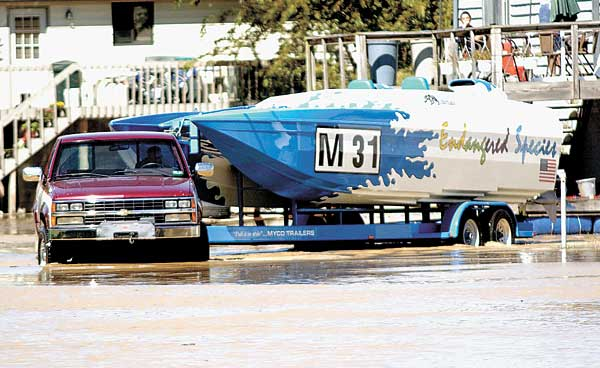 M 31
Endangered Species
MYCO TRAILERS